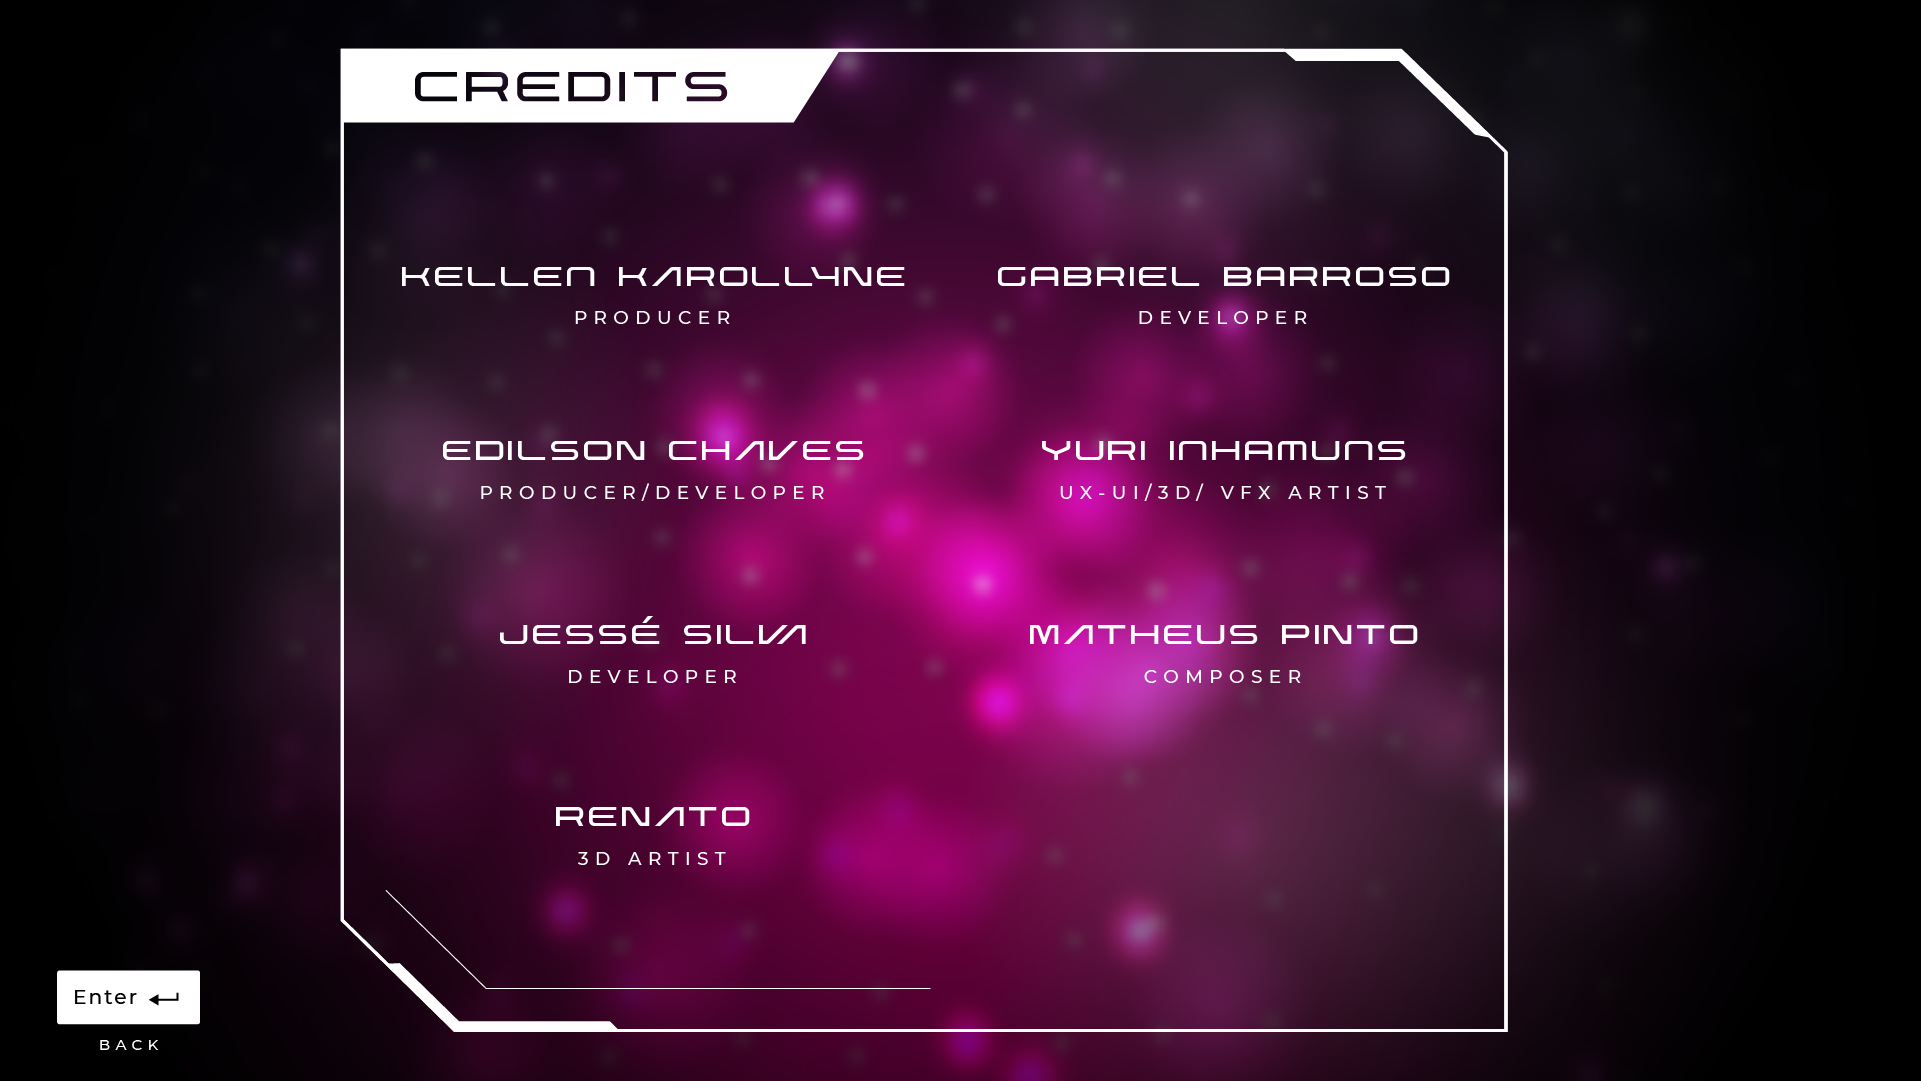 CREDITS
KELLEN KAROLLYNE
PRODUCER
GABRIEL BARROSO
DEVELOPER
EDILSON CHAVES
PRODUCER/DEVELOPER
YURI INHAMUNS
UX-UI/3D/ VFX ARTIST
JESSÉ SILVA
DEVELOPER
MATHEUS PINTO
COMPOSER
RENATO
3D ARTIST
Enter
BACK